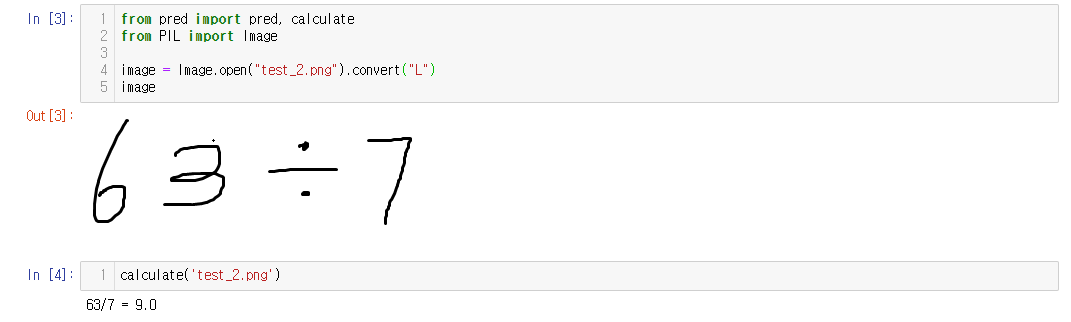 In [3]:
1 from pred import pred, calculate
2 from PIL import Image
3
4 image = Image.open("test_2.png").convert("L")
5 image
Out[3]:
63÷7
In [4]:
1 calculate('test_2.png')
63/7 = 9.0